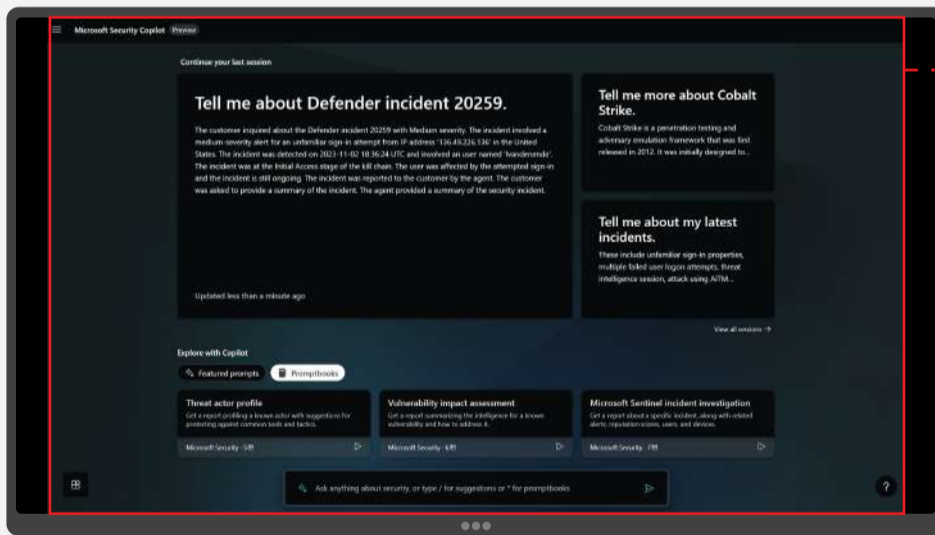 Microsoft Security Copilot Preview
Continue your last session
Tell me about Defender incident 20259.
The customer inquired about the Defender incident 20259 with Medium severity. The incident involved a
medium-severity alert for an unfamiliar sign-in attempt from IP address '136.49.226.136' in the United
States. The incident was detected on 2023-11-02 18:36:24 UTC and involved an user named
The incident was at the Initial Access stage of the kill chain. The user was affected by the attempted sign-in
and the incident is still ongoing. The incident was reported to the customer by the agent. The customer
was asked to provide a summary of the incident. The agent provided a summary of the security incident.
Updated less than a minute ago
Tell me more about Cobalt
Strike.
Cobalt Strike is a penetration testing and
adversary emulation framework that was first
released in 2012. It was initially designed to...
Tell me about my latest
incidents.
These include unfamiliar sign-in properties,
multiple failed user logon attempts, threat
intelligence session, attack using AiTM...
View all sessions →
Explore with Copilot
Featured prompts
Promptbooks
Threat actor profile
Get a report profiling a known actor with suggestions for
protecting against common tools and tactics.
Microsoft Security
Vulnerability impact assessment
Get a report summarizing the intelligence for a known
vulnerability and how to address it.
Microsoft Security
Microsoft Sentinel incident investigation
Get a report about a specific incident, along with related
alerts, reputation scores, users, and devices.
Microsoft Security
Ask anything about security, or type / for suggestions or * for promptbooks
?